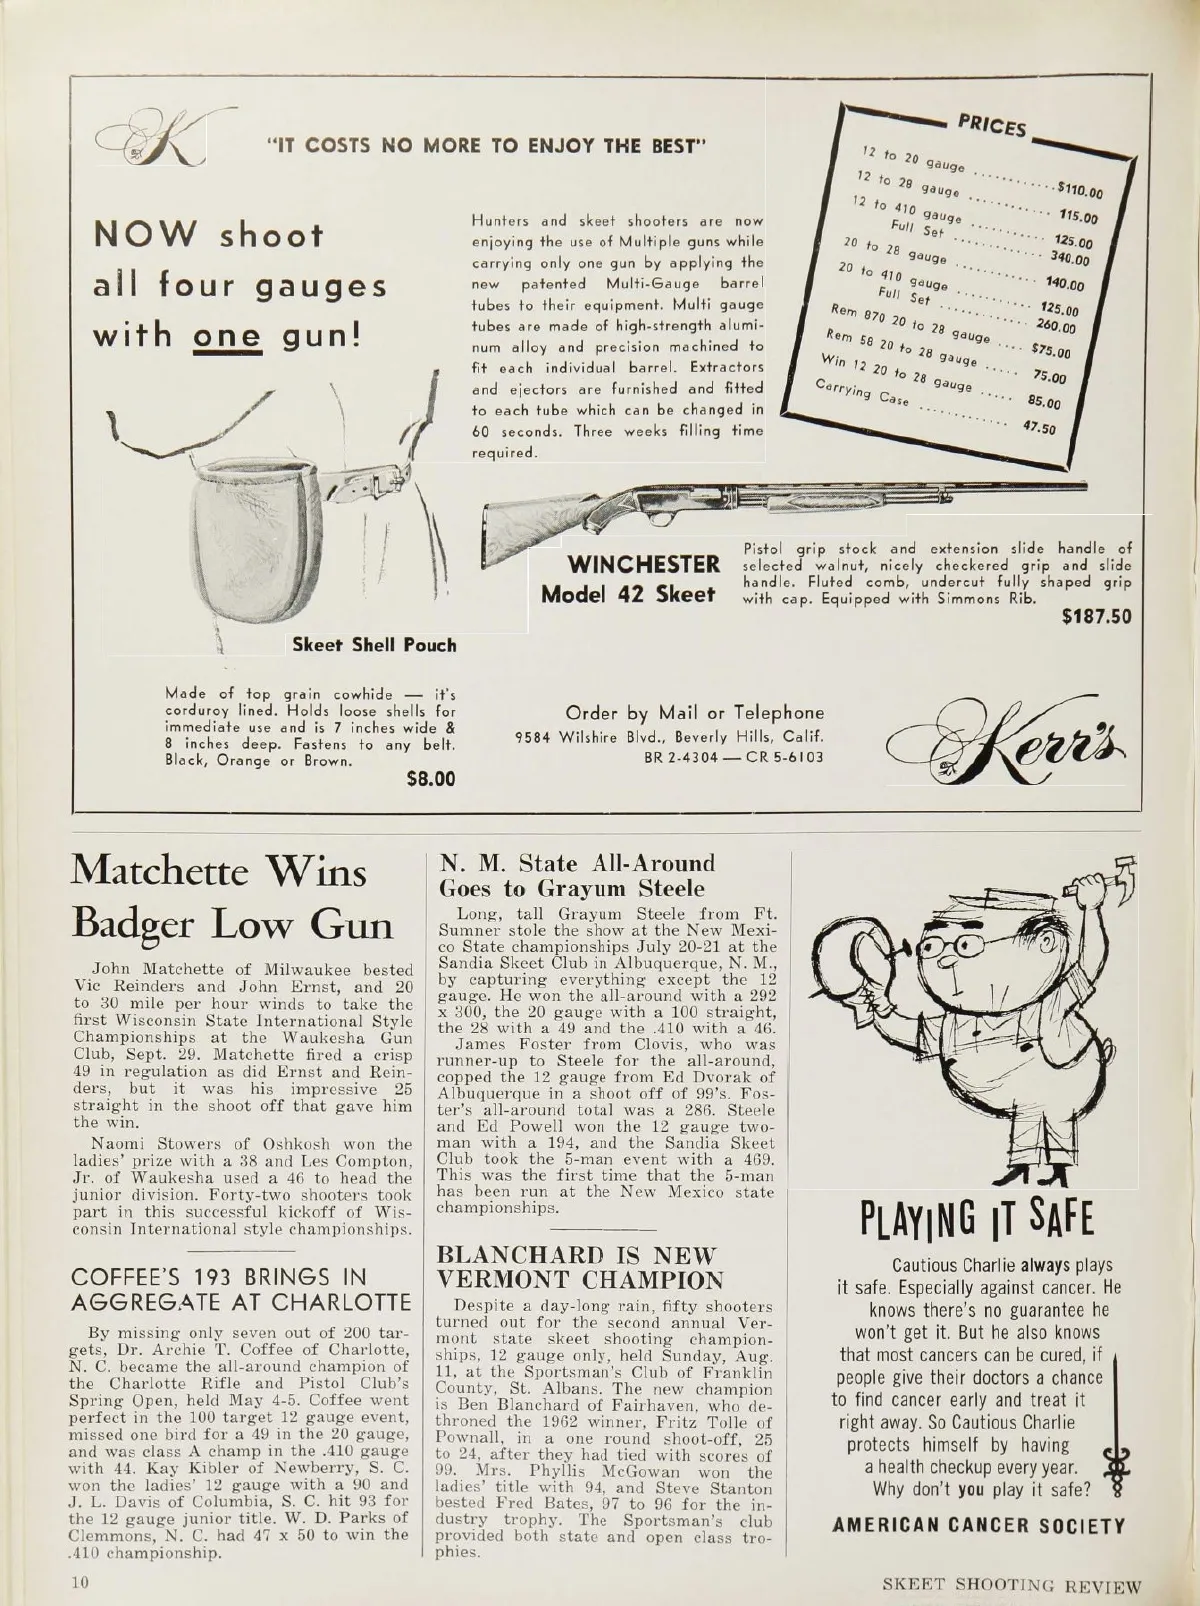 K
"IT COSTS NO MORE TO ENJOY THE BEST"
NOW shoot
all four gauges
with one gun!
Hunters and skeet shooters are now
enjoying the use of Multiple guns while
carrying only one gun by applying the
new patented Multi-Gauge barrel
tubes to their equipment. Multi gauge
tubes are made of high-strength alumi-
num alloy and precision machined to
fit each individual barrel. Extractors
and ejectors are furnished and fitted
to each tube which can be changed in
60 seconds. Three weeks filling time
required.
PRICES
12 to 20 gauge ............$110.00
12 to 28 gauge ............ 115.00
12 to 410 gauge ........... 125.00
Full Set ............. 340.00
20 to 28 gauge ............ 140.00
20 to 410 gauge ........... 125.00
Full Set ............. 260.00
Rem 870 20 to 28 gauge .... $75.00
Rem 58 20 to 28 gauge ..... 75.00
Win 12 20 to 28 gauge ..... 85.00
Carrying Case ............. 47.50
WINCHESTER
Model 42 Skeet
Pistol grip stock and extension slide handle of
selected walnut, nicely checkered grip and slide
handle. Fluted comb, undercut fully shaped grip
with cap. Equipped with Simmons Rib.
$187.50
Skeet Shell Pouch
Made of top grain cowhide — it's
corduroy lined. Holds loose shells for
immediate use and is 7 inches wide &
8 inches deep. Fastens to any belt.
Black, Orange or Brown.
$8.00
Order by Mail or Telephone
9584 Wilshire Blvd., Beverly Hills, Calif.
BR 2-4304 — CR 5-6103
Kerr's
Matchette Wins
Badger Low Gun
John Matchette of Milwaukee bested
Vic Reinders and John Ernst, and 20
to 30 mile per hour winds to take the
first Wisconsin State International Style
Championships at the Waukesha Gun
Club, Sept. 29. Matchette fired a crisp
49 in regulation as did Ernst and Rein-
ders, but it was his impressive 25
straight in the shoot off that gave him
the win.
Naomi Stowers of Oshkosh won the
ladies' prize with a 38 and Les Compton,
Jr. of Waukesha used a 46 to head the
junior division. Forty-two shooters took
part in this successful kickoff of Wis-
consin International style championships.
COFFEE'S 193 BRINGS IN
AGGREGATE AT CHARLOTTE
By missing only seven out of 200 tar-
gets, Dr. Archie T. Coffee of Charlotte,
N. C. became the all-around champion of
the Charlotte Rifle and Pistol Club's
Spring Open, held May 4-5. Coffee went
perfect in the 100 target 12 gauge event,
missed one bird for a 49 in the 20 gauge,
and was class A champ in the .410 gauge
with 44. Kay Kibler of Newberry, S. C.
won the ladies' 12 gauge with a 90 and
J. L. Davis of Columbia, S. C. hit 93 for
the 12 gauge junior title. W. D. Parks of
Clemmons, N. C. had 47 x 50 to win the
.410 championship.
N. M. State All-Around
Goes to Grayum Steele
Long, tall Grayum Steele from Ft.
Sumner stole the show at the New Mexi-
co State championships July 20-21 at the
Sandia Skeet Club in Albuquerque, N. M.,
by capturing everything except the 12
gauge. He won the all-around with a 292
x 300, the 20 gauge with a 100 straight,
the 28 with a 49 and the .410 with a 46.
James Foster from Clovis, who was
runner-up to Steele for the all-around,
copped the 12 gauge from Ed Dvorak of
Albuquerque in a shoot off of 99's. Fos-
ter's all-around total was a 286. Steele
and Ed Powell won the 12 gauge two-
man with a 194, and the Sandia Skeet
Club took the 5-man event with a 469.
This was the first time that the 5-man
has been run at the New Mexico state
championships.
BLANCHARD IS NEW
VERMONT CHAMPION
Despite a day-long rain, fifty shooters
turned out for the second annual Ver-
mont state skeet shooting champion-
ships, 12 gauge only, held Sunday, Aug.
11, at the Sportsman's Club of Franklin
County, St. Albans. The new champion
is Ben Blanchard of Fairhaven, who de-
throned the 1962 winner, Fritz Tolle of
Pownall, in a one round shoot-off, 25
to 24, after they had tied with scores of
99. Mrs. Phyllis McGowan won the
ladies' title with 94, and Steve Stanton
bested Fred Bates, 97 to 96 for the in-
dustry trophy. The Sportsman's club
provided both state and open class tro-
phies.
PLAYING IT SAFE
Cautious Charlie always plays
it safe. Especially against cancer. He
knows there's no guarantee he
won't get it. But he also knows
that most cancers can be cured, if
people give their doctors a chance
to find cancer early and treat it
right away. So Cautious Charlie
protects himself by having
a health checkup every year.
Why don't you play it safe?
AMERICAN CANCER SOCIETY
10
SKEET SHOOTING REVIEW